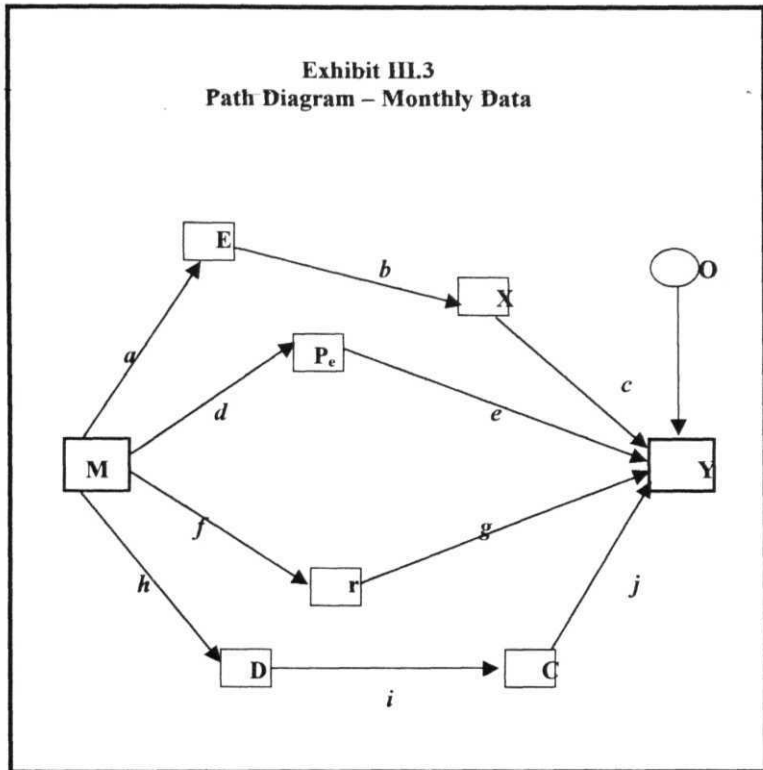 Exhibit III.3
Path Diagram – Monthly Data
E
b
X
O
a
Pₑ
c
d
e
M
Y
f
g
h
r
j
D
C
i